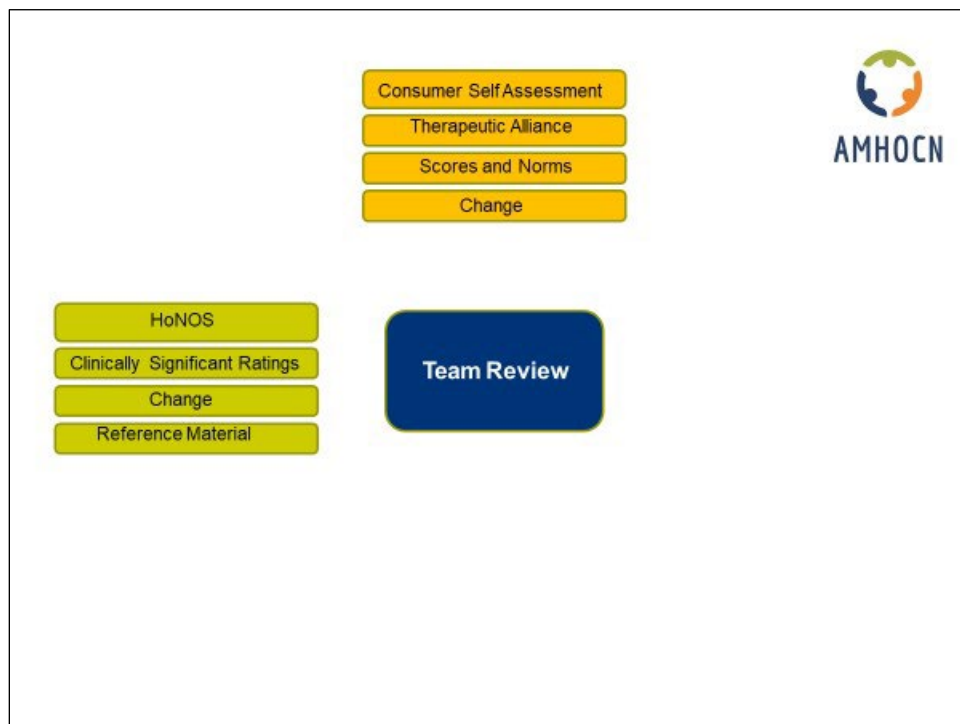 Consumer Self Assessment
Therapeutic Alliance
Scores and Norms
Change
AMHOCN
HoNOS
Clinically Significant Ratings
Change
Reference Material
Team Review